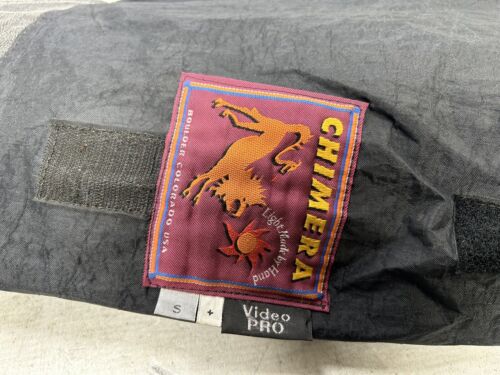 CHIMERA
Light Made by Hand
BOULDER, COLORADO USA
S
+
Video
PRO